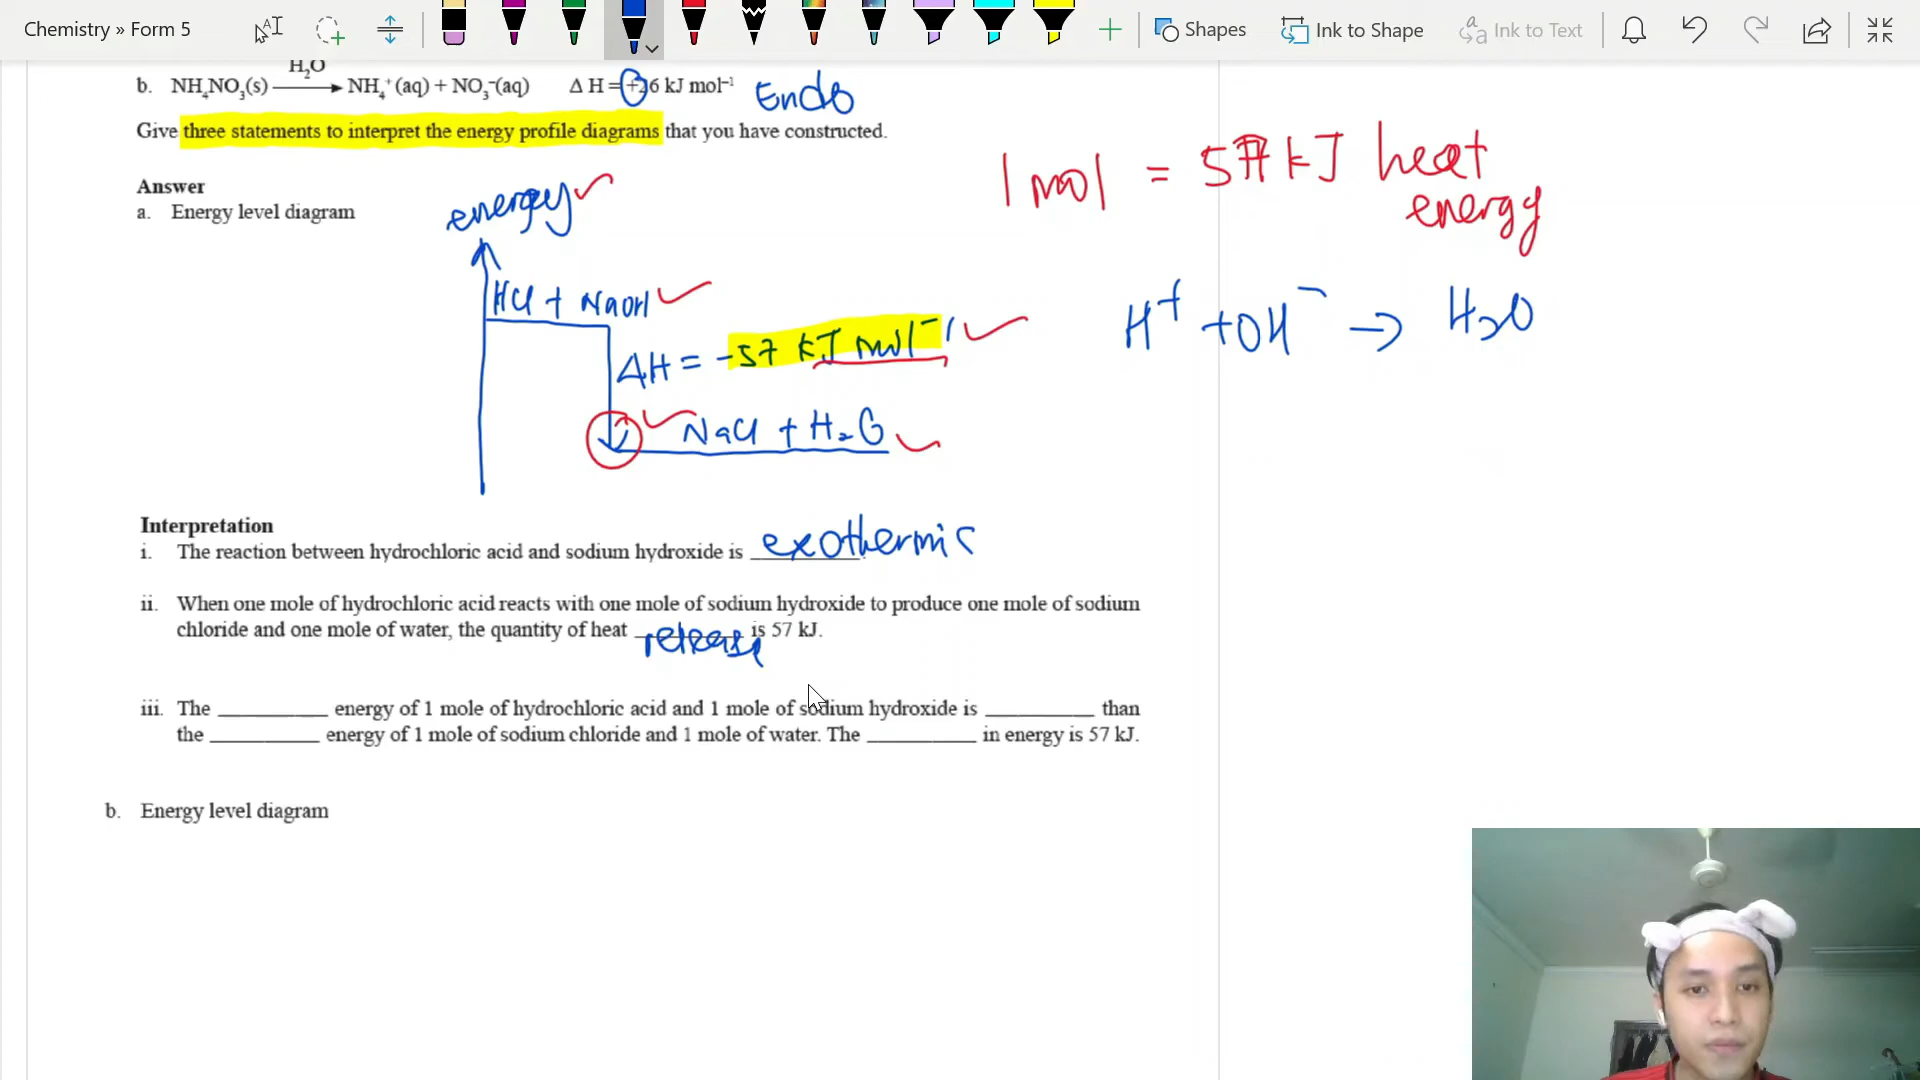 Chemistry » Form 5
Shapes
Ink to Shape
Ink to Text
H₂O
b. NH₄NO₃(s) ⟶ NH₄⁺ (aq) + NO₃⁻(aq) Δ H = +26 kJ mol⁻¹ Endo
Give three statements to interpret the energy profile diagrams that you have constructed.
1 mol = 57 kJ heat energy
Answer
a. Energy level diagram
energy
HCl + NaOH
ΔH = -57 kJ mol⁻¹
NaCl + H₂O
H⁺ + OH⁻ → H₂O
Interpretation
i. The reaction between hydrochloric acid and sodium hydroxide is exothermic
ii. When one mole of hydrochloric acid reacts with one mole of sodium hydroxide to produce one mole of sodium
chloride and one mole of water, the quantity of heat release is 57 kJ.
iii. The __________ energy of 1 mole of hydrochloric acid and 1 mole of sodium hydroxide is __________ than
the __________ energy of 1 mole of sodium chloride and 1 mole of water. The __________ in energy is 57 kJ.
b. Energy level diagram